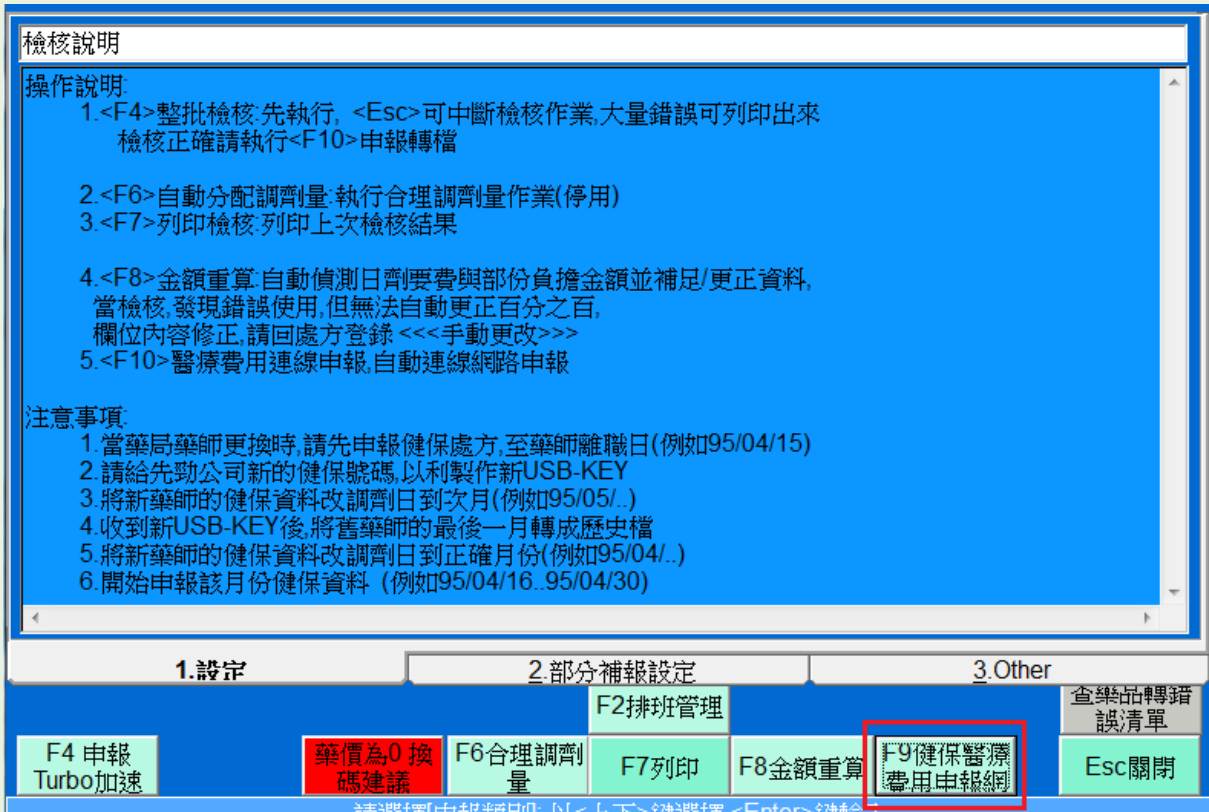 檢核說明
操作說明:
1.<F4>整批檢核:先執行, <Esc>可中斷檢核作業,大量錯誤可列印出來
檢核正確請執行<F10>申報轉檔
2.<F6>自動分配調劑量:執行合理調劑量作業(停用)
3.<F7>列印檢核:列印上次檢核結果
4.<F8>金額重算:自動偵測日劑要費與部份負擔金額並補足/更正資料,
當檢核,發現錯誤使用,但無法自動更正百分之百,
欄位內容修正,請回處方登錄 <<<手動更改>>>
5.<F10>醫療費用連線申報,自動連線網路申報
注意事項:
1.當藥局藥師更換時,請先申報健保處方,至藥師離職日(例如95/04/15)
2.請給先勁公司新的健保號碼,以利製作新USB-KEY
3.將新藥師的健保資料改調劑日到次月(例如95/05/..)
4.收到新USB-KEY後,將舊藥師的最後一月轉成歷史檔
5.將新藥師的健保資料改調劑日到正確月份(例如95/04/..)
6.開始申報該月份健保資料 (例如95/04/16..95/04/30)
1.設定
2.部分補報設定
3.Other
F2排班管理
查藥品轉錯
誤清單
F4 申報
Turbo加速
藥價為0 換
碼建議
F6合理調劑
量
F7列印
F8金額重算
F9健保醫療
費用申報網
Esc關閉